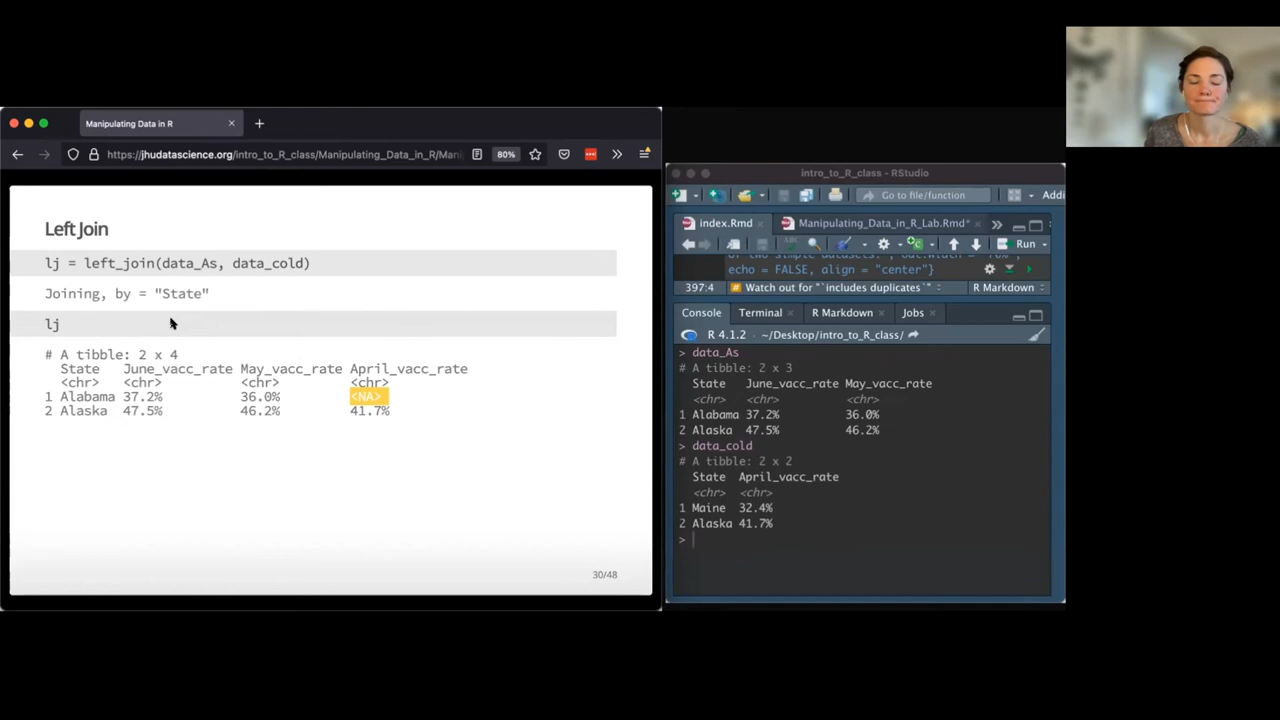 Manipulating Data in R
https://jhudatascience.org/intro_to_R_class/Manipulating_Data_in_R/Mani
80%
Left Join
lj = left_join(data_As, data_cold)
Joining, by = "State"
lj
# A tibble: 2 x 4
State June_vacc_rate May_vacc_rate April_vacc_rate
<chr> <chr> <chr> <chr>
1 Alabama 37.2% 36.0% <NA>
2 Alaska 47.5% 46.2% 41.7%
30/48
intro_to_R_class - RStudio
Go to file/function
Addi
index.Rmd
Manipulating_Data_in_R_Lab.Rmd*
Run
echo = FALSE, align = "center"}
397:4
# Watch out for "`includes duplicates`"
R Markdown
Console
Terminal
R Markdown
Jobs
R 4.1.2 · ~/Desktop/intro_to_R_class/
> data_As
# A tibble: 2 x 3
State June_vacc_rate May_vacc_rate
<chr> <chr> <chr>
1 Alabama 37.2% 36.0%
2 Alaska 47.5% 46.2%
> data_cold
# A tibble: 2 x 2
State April_vacc_rate
<chr> <chr>
1 Maine 32.4%
2 Alaska 41.7%
>